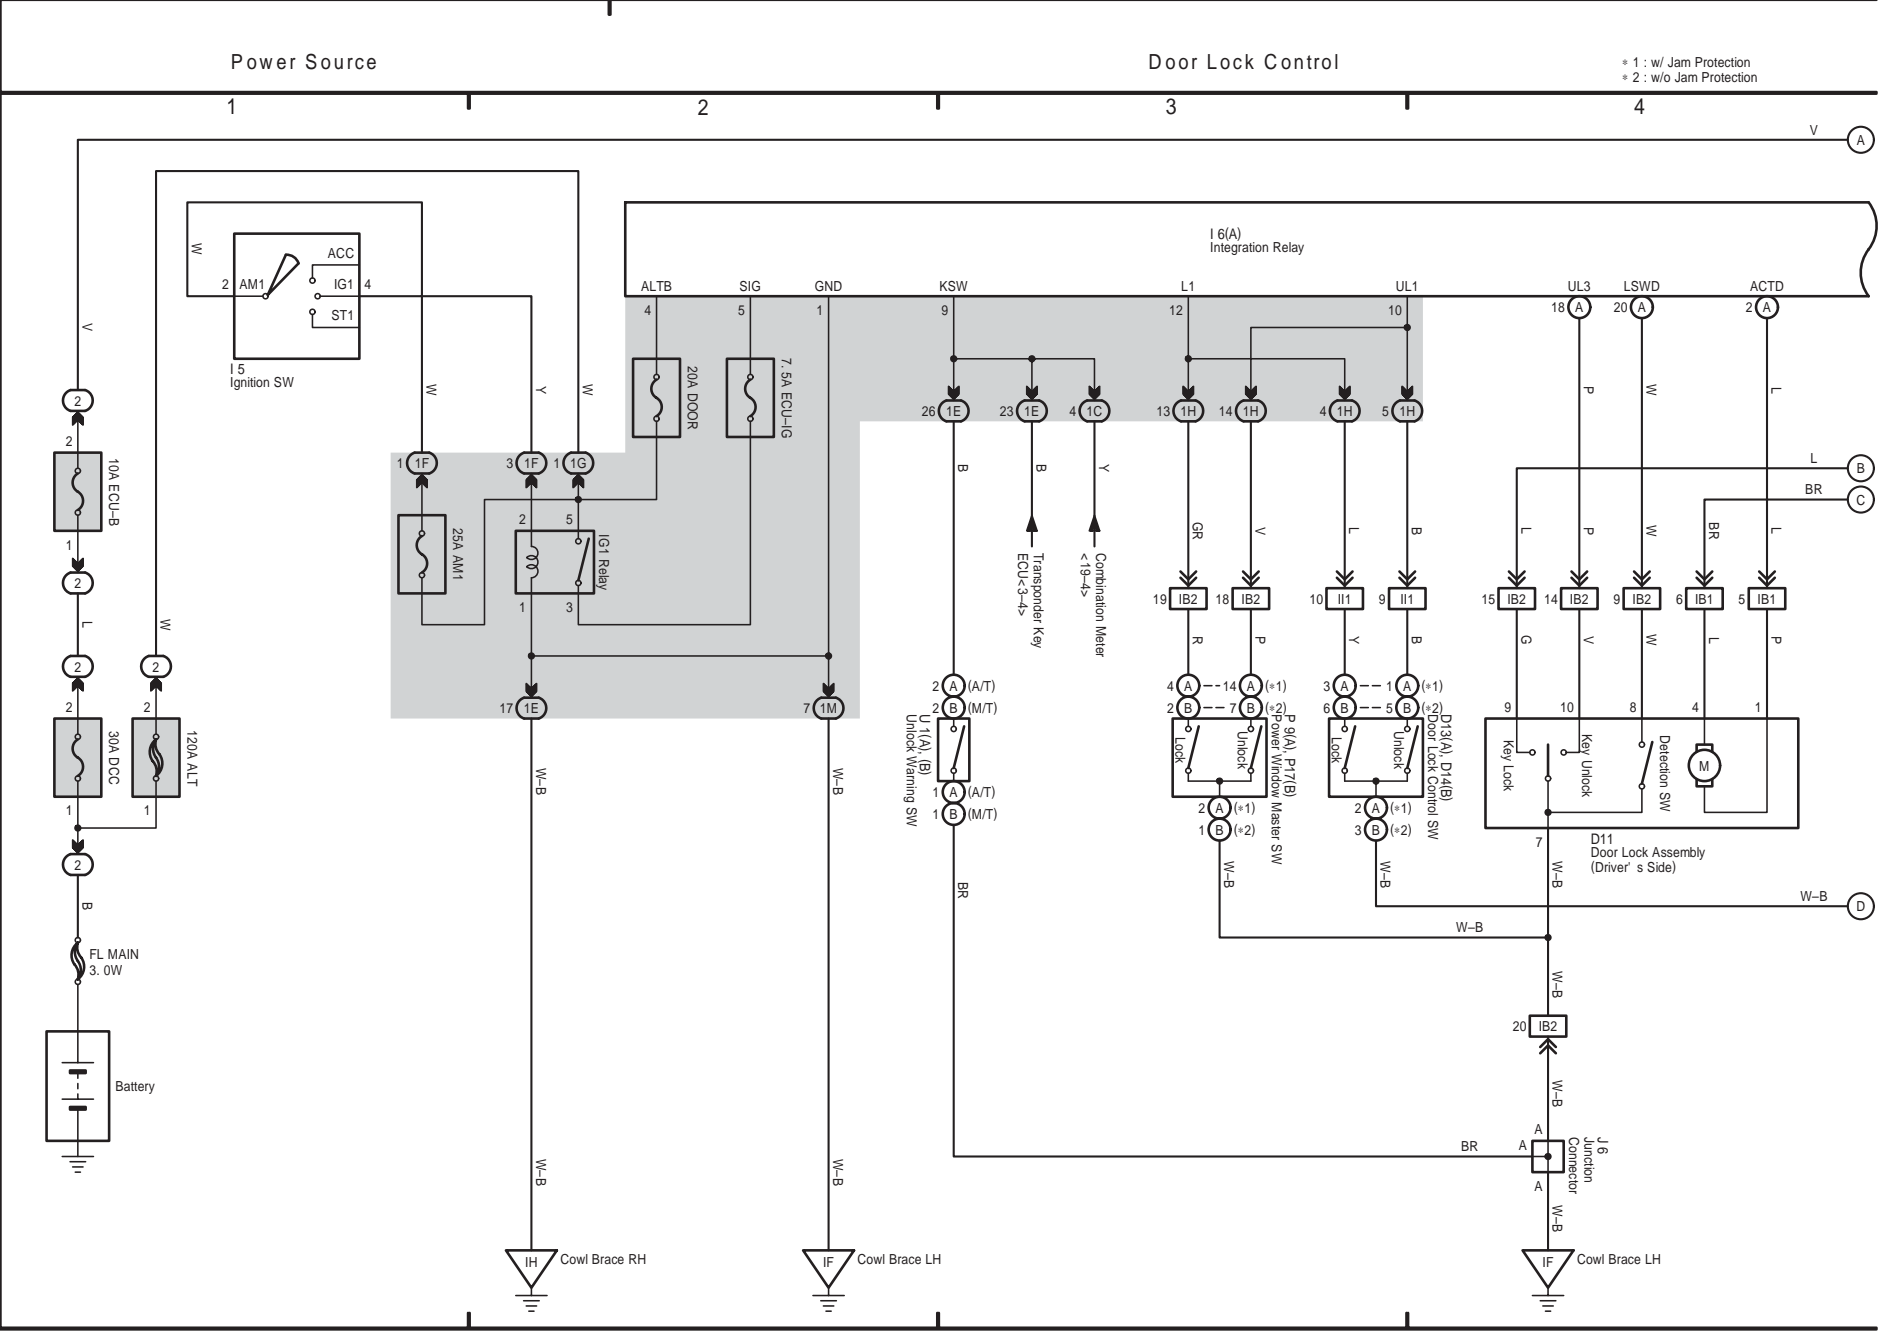 Power Source
Door Lock Control
* 1 : w/ Jam Protection
* 2 : w/o Jam Protection
1
2
3
4
V
A
I 6(A)
Integration Relay
ALTB
SIG
GND
KSW
L1
UL1
UL3
LSWD
ACTD
4
5
1
9
12
10
18
A
20
A
2
A
W
ACC
2
AM1
IG1
4
ST1
I 5
Ignition SW
V
W
Y
W
20A DOOR
7. 5A ECU–IG
P
W
L
2
2
10A ECU–B
1
2
L
W
2
2
2
2
30A DCC
120A ALT
1
1
2
B
FL MAIN
3. 0W
Battery
1
1F
3
1F
1
1G
25A AM1
2
5
IG1 Relay
1
3
17
1E
7
1M
W–B
W–B
W–B
W–B
IH
Cowl Brace RH
IF
Cowl Brace LH
26
1E
23
1E
4
1C
13
1H
14
1H
4
1H
5
1H
B
B
Y
Transponder Key
ECU<3–4>
Combination Meter
<19–4>
L
B
BR
C
GR
V
L
B
L
P
W
BR
L
19
IB2
18
IB2
10
II1
9
II1
15
IB2
14
IB2
9
IB2
6
IB1
5
IB1
R
P
Y
B
G
V
W
L
P
2
A
(A/T)
2
B
(M/T)
U 1(A), (B)
Unlock Warning SW
1
A
(A/T)
1
B
(M/T)
BR
4
A
14
A
(*1)
2
B
7
B
(*2)
Lock
Unlock
P 9(A), P17(B)
Power Window Master SW
2
A
(*1)
1
B
(*2)
W–B
3
A
1
A
(*1)
6
B
5
B
(*2)
Lock
Unlock
D13(A), D14(B)
Door Lock Control SW
2
A
(*1)
3
B
(*2)
W–B
9
10
8
4
1
Key Lock
Key Unlock
Detection SW
M
7
D11
Door Lock Assembly
(Driver' s Side)
W–B
W–B
D
W–B
W–B
20
IB2
W–B
A
BR
A
J 6
Junction
Connector
A
W–B
IF
Cowl Brace LH